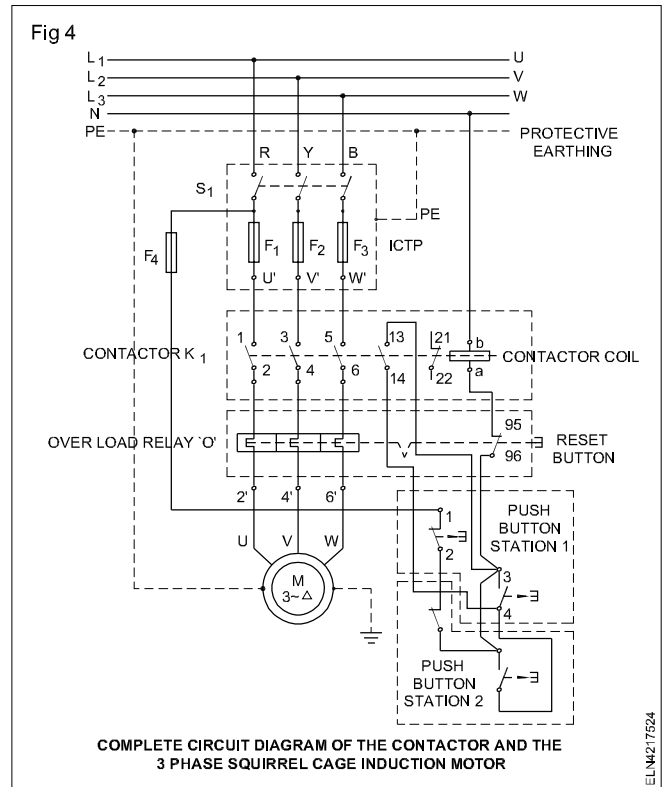 Fig 4
L1 U
L2 V
L3 W
N
PE PROTECTIVE
EARTHING
R Y B
S1
PE
F4 F1 F2 F3 ICTP
U' V' W'
1 3 5 13 21 b
CONTACTOR K1 CONTACTOR COIL
2 4 6 14 22 a
95
OVER LOAD RELAY `O' RESET
BUTTON
96
2' 4' 6'
1 PUSH
BUTTON
STATION 1
U V W 2
M
3~ △
3
4
PUSH
BUTTON
STATION 2
COMPLETE CIRCUIT DIAGRAM OF THE CONTACTOR AND THE
3 PHASE SQUIRREL CAGE INDUCTION MOTOR
ELN4217524